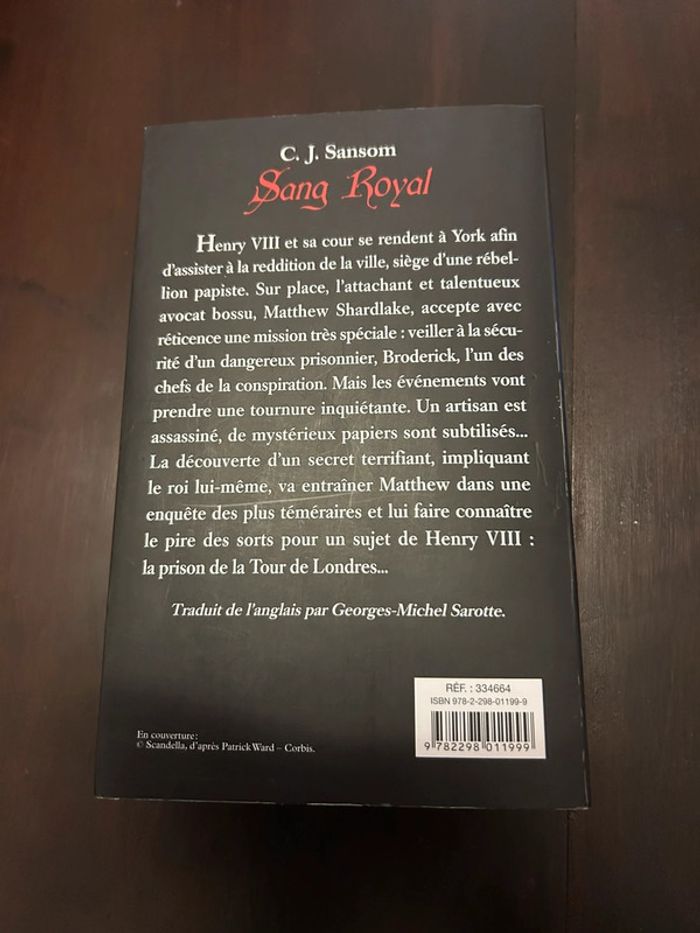 C. J. Sansom
Sang Royal
Henry VIII et sa cour se rendent à York afin
d'assister à la reddition de la ville, siège d'une rébel-
lion papiste. Sur place, l'attachant et talentueux
avocat bossu, Matthew Shardlake, accepte avec
réticence une mission très spéciale : veiller à la sécu-
rité d'un dangereux prisonnier, Broderick, l'un des
chefs de la conspiration. Mais les événements vont
prendre une tournure inquiétante. Un artisan est
assassiné, de mystérieux papiers sont subtilisés...
La découverte d'un secret terrifiant, impliquant
le roi lui-même, va entraîner Matthew dans une
enquête des plus téméraires et lui faire connaître
le pire des sorts pour un sujet de Henry VIII :
la prison de la Tour de Londres...
Traduit de l'anglais par Georges-Michel Sarotte.
RÉF. : 334664
ISBN 978-2-298-01199-9
9 782298 011999
En couverture :
© Scandella, d'après Patrick Ward – Corbis.